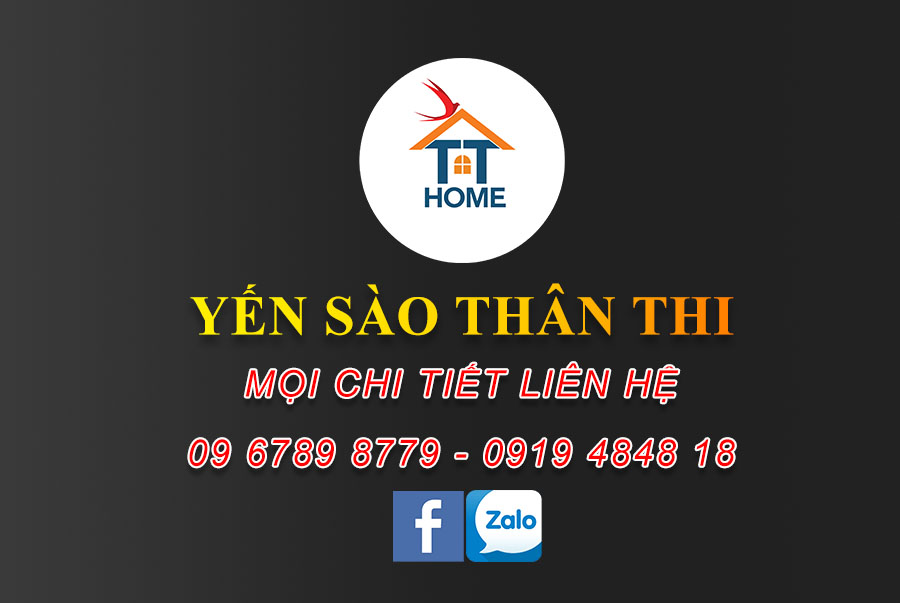 TT
HOME
YẾN SÀO THÂN THI
MỌI CHI TIẾT LIÊN HỆ
09 6789 8779 - 0919 4848 18
f Zalo